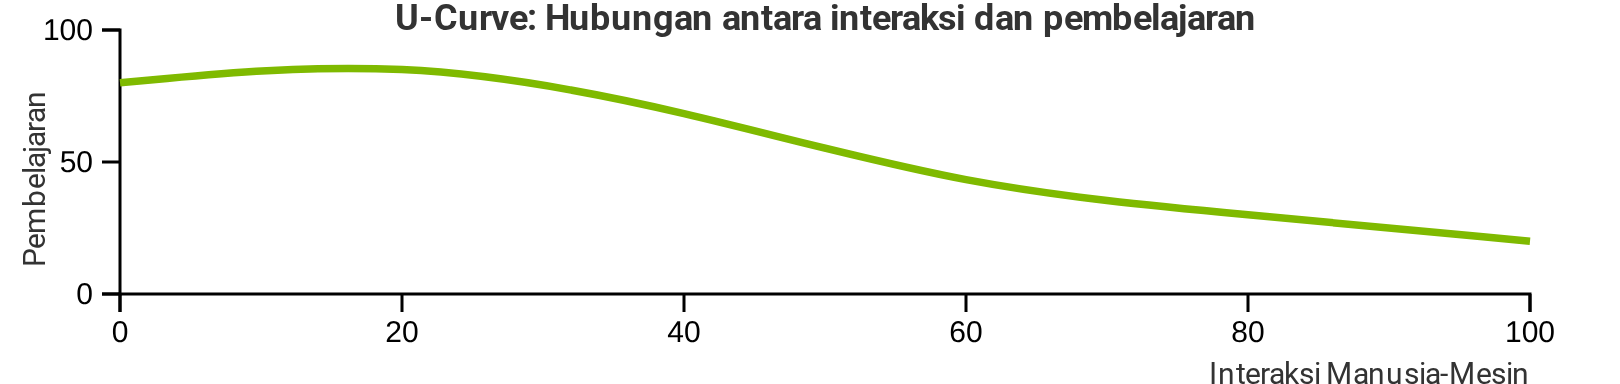 U-Curve: Hubungan antara interaksi dan pembelajaran
100
50
0
Pembelajaran
0 20 40 60 80 100
Interaksi Manusia-Mesin